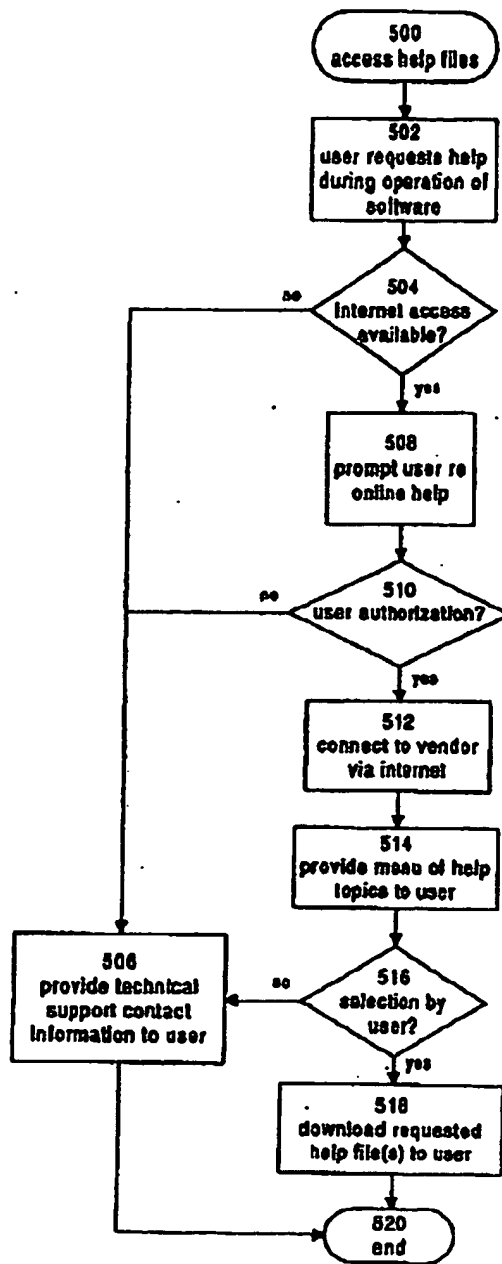 500
access help files
502
user requests help
during operation of
software
504
internet access
available?
no
yes
508
prompt user re
online help
510
user authorization?
no
yes
512
connect to vendor
via internet
514
provide menu of help
topics to user
506
provide technical
support contact
information to user
516
selection by
user?
no
yes
518
download requested
help file(s) to user
520
end